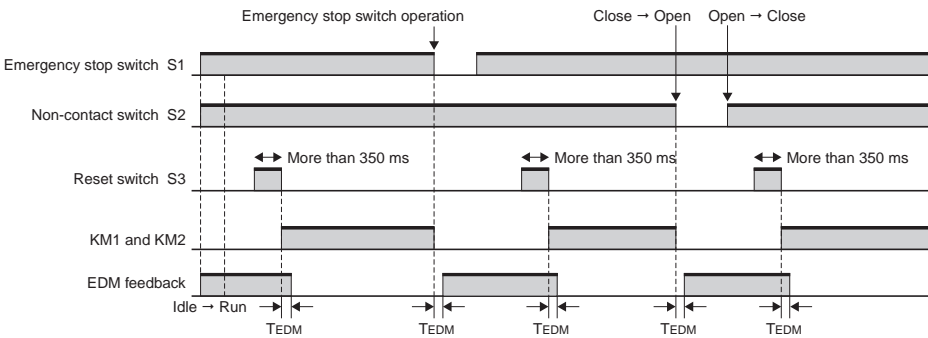 Emergency stop switch operation
Close → Open
Open → Close
Emergency stop switch S1
Non-contact switch S2
More than 350 ms
More than 350 ms
More than 350 ms
Reset switch S3
KM1 and KM2
EDM feedback
Idle → Run
TEDM
TEDM
TEDM
TEDM
TEDM